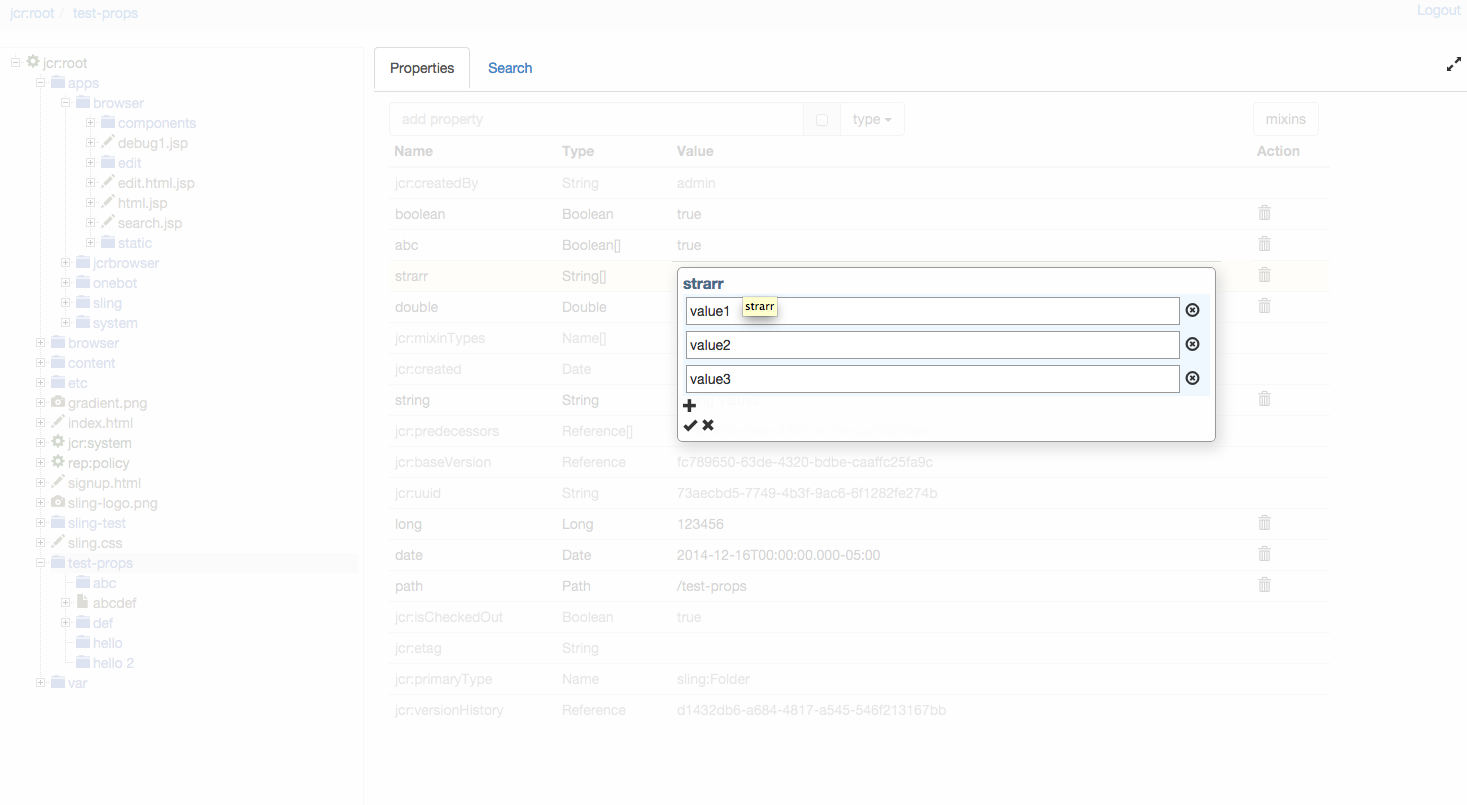 jcr:root / test-props
Logout
jcr:root
apps
browser
components
debug1.jsp
edit
edit.html.jsp
html.jsp
search.jsp
static
jcrbrowser
onebot
sling
system
browser
content
etc
gradient.png
index.html
jcr:system
rep:policy
signup.html
sling-logo.png
sling-test
sling.css
test-props
abc
abcdef
def
hello
hello 2
var
Properties Search
add property type mixins
Name Type Value Action
jcr:createdBy String admin
boolean Boolean true
abc Boolean[] true
strarr String[]
double Double
jcr:mixinTypes Name[]
jcr:created Date
string String
jcr:predecessors Reference[]
jcr:baseVersion Reference fc789650-63de-4320-bdbe-caaffc25fa9c
jcr:uuid String 73aecbd5-7749-4b3f-9ac6-6f1282fe274b
long Long 123456
date Date 2014-12-16T00:00:00.000-05:00
path Path /test-props
jcr:isCheckedOut Boolean true
jcr:etag String
jcr:primaryType Name sling:Folder
jcr:versionHistory Reference d1432db6-a684-4817-a545-546f213167bb
strarr
value1
strarr
value2
value3